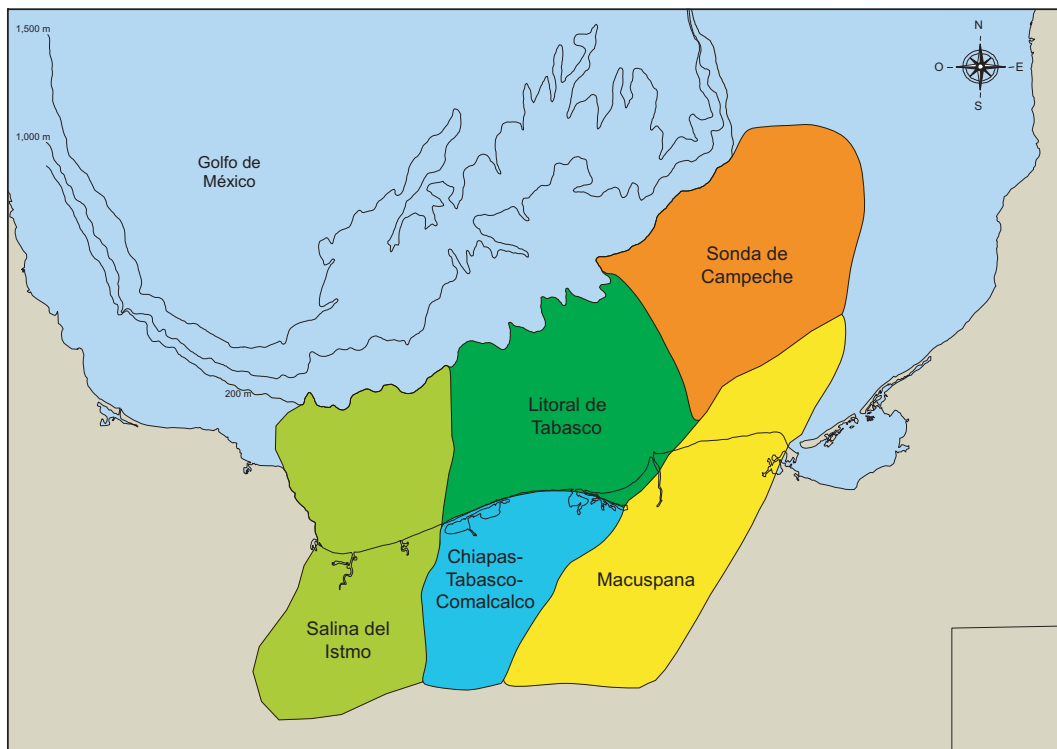 1,500 m
N
O
E
S
1,000 m
Golfo de
México
Sonda de
Campeche
200 m
Litoral de
Tabasco
Chiapas-
Tabasco-
Comalcalco
Macuspana
Salina del
Istmo